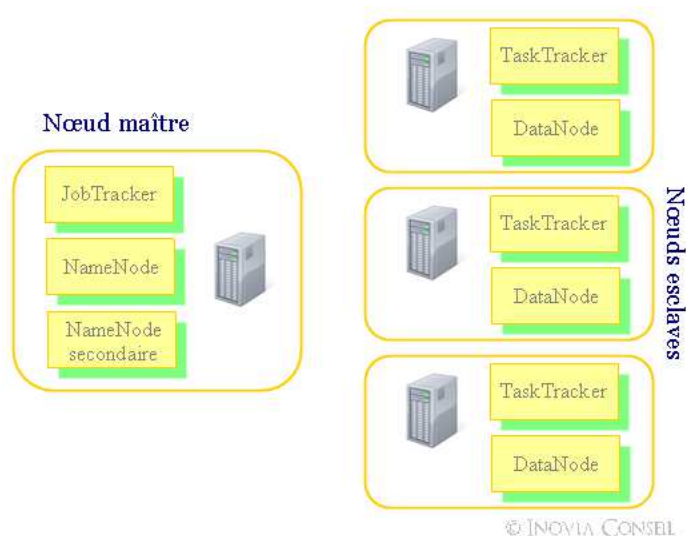 Nœud maître
JobTracker
NameNode
NameNode
secondaire
TaskTracker
DataNode
TaskTracker
DataNode
TaskTracker
DataNode
Nœuds esclaves
© INOVIA CONSEIL